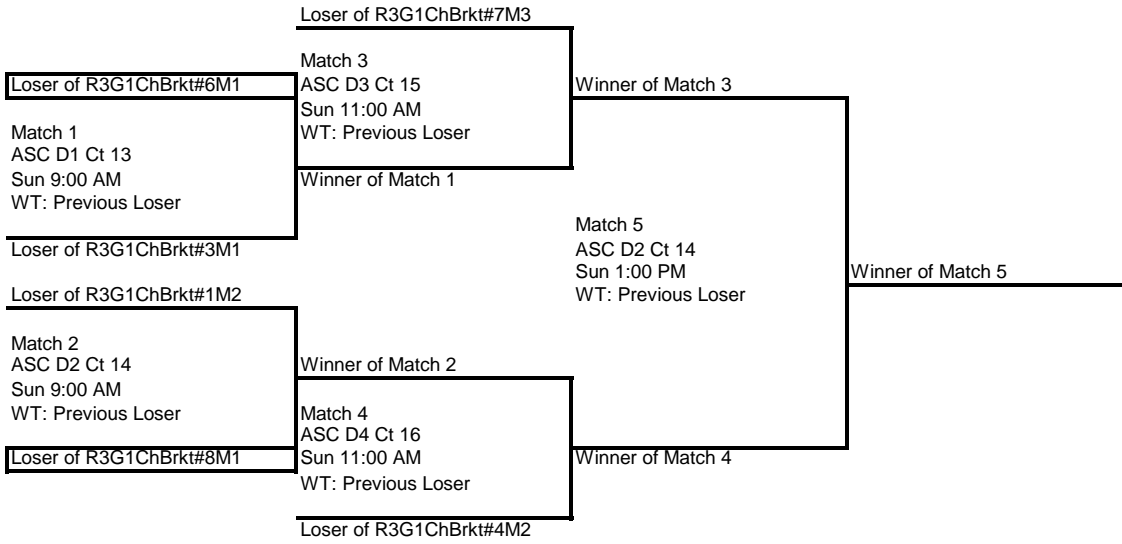 Loser of R3G1ChBrkt#7M3
Match 3
ASC D3 Ct 15
Sun 11:00 AM
WT: Previous Loser
Loser of R3G1ChBrkt#6M1
Winner of Match 3
Match 1
ASC D1 Ct 13
Sun 9:00 AM
WT: Previous Loser
Winner of Match 1
Loser of R3G1ChBrkt#3M1
Match 5
ASC D2 Ct 14
Sun 1:00 PM
WT: Previous Loser
Winner of Match 5
Loser of R3G1ChBrkt#1M2
Match 2
ASC D2 Ct 14
Sun 9:00 AM
WT: Previous Loser
Winner of Match 2
Match 4
ASC D4 Ct 16
Sun 11:00 AM
WT: Previous Loser
Loser of R3G1ChBrkt#8M1
Winner of Match 4
Loser of R3G1ChBrkt#4M2